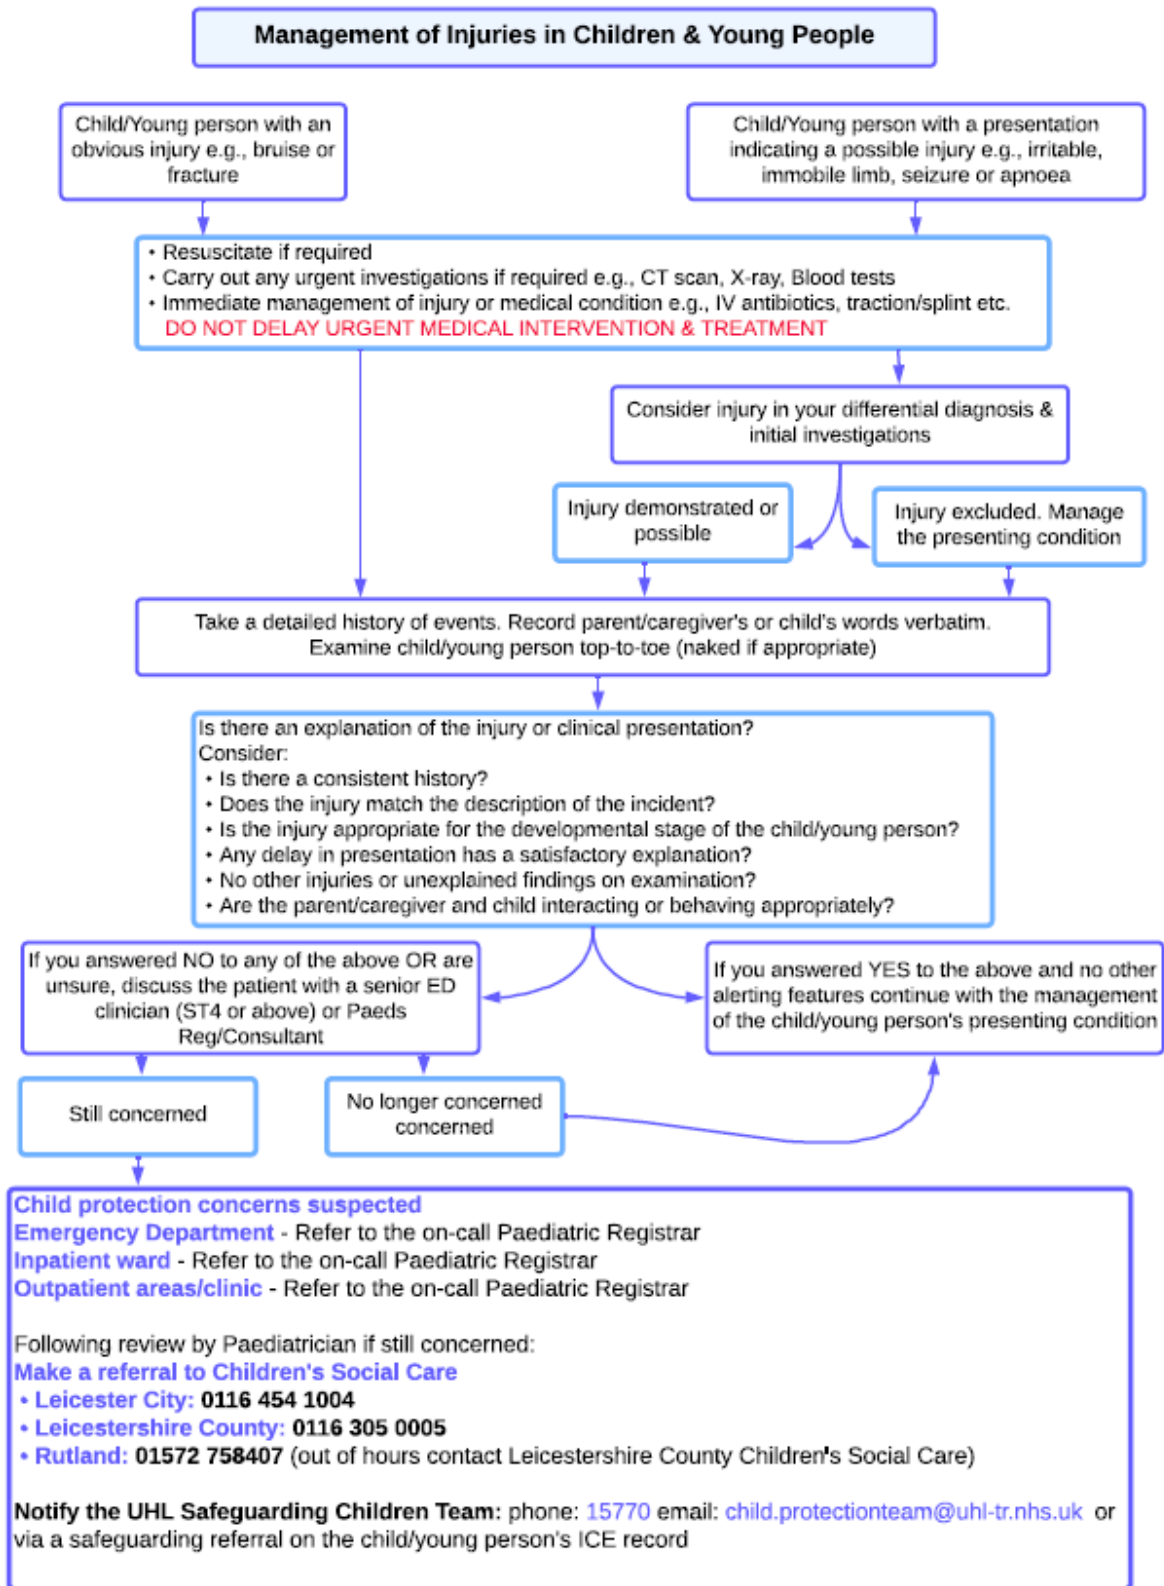 Management of Injuries in Children & Young People
Child/Young person with an
obvious injury e.g., bruise or
fracture
Child/Young person with a presentation
indicating a possible injury e.g., irritable,
immobile limb, seizure or apnoea
• Resuscitate if required
• Carry out any urgent investigations if required e.g., CT scan, X-ray, Blood tests
• Immediate management of injury or medical condition e.g., IV antibiotics, traction/splint etc.
DO NOT DELAY URGENT MEDICAL INTERVENTION & TREATMENT
Consider injury in your differential diagnosis &
initial investigations
Injury demonstrated or
possible
Injury excluded. Manage
the presenting condition
Take a detailed history of events. Record parent/caregiver's or child's words verbatim.
Examine child/young person top-to-toe (naked if appropriate)
Is there an explanation of the injury or clinical presentation?
Consider:
• Is there a consistent history?
• Does the injury match the description of the incident?
• Is the injury appropriate for the developmental stage of the child/young person?
• Any delay in presentation has a satisfactory explanation?
• No other injuries or unexplained findings on examination?
• Are the parent/caregiver and child interacting or behaving appropriately?
If you answered NO to any of the above OR are
unsure, discuss the patient with a senior ED
clinician (ST4 or above) or Paeds
Reg/Consultant
If you answered YES to the above and no other
alerting features continue with the management
of the child/young person's presenting condition
Still concerned
No longer concerned
concerned
Child protection concerns suspected
Emergency Department - Refer to the on-call Paediatric Registrar
Inpatient ward - Refer to the on-call Paediatric Registrar
Outpatient areas/clinic - Refer to the on-call Paediatric Registrar
Following review by Paediatrician if still concerned:
Make a referral to Children's Social Care
• Leicester City: 0116 454 1004
• Leicestershire County: 0116 305 0005
• Rutland: 01572 758407 (out of hours contact Leicestershire County Children's Social Care)
Notify the UHL Safeguarding Children Team: phone: 15770 email: child.protectionteam@uhl-tr.nhs.uk or
via a safeguarding referral on the child/young person's ICE record